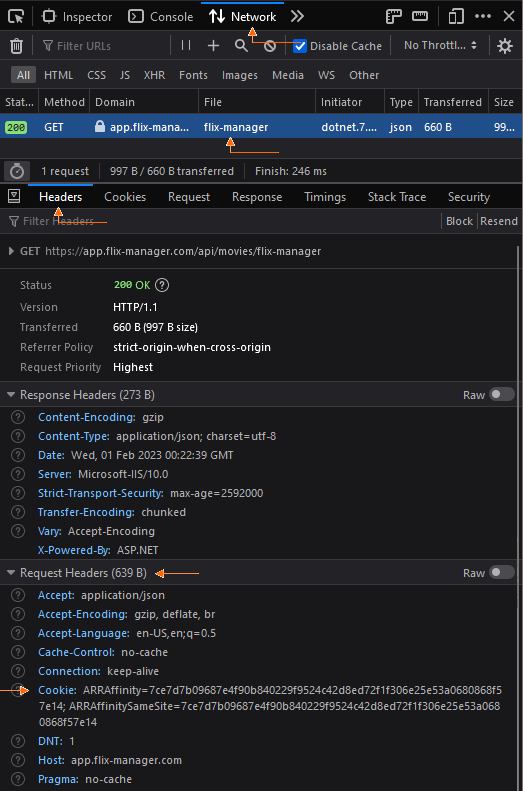 Inspector Console Network
Filter URLs Disable Cache No Throttl...
All HTML CSS JS XHR Fonts Images Media WS Other
Stat... Method Domain File Initiator Type Transferred Size
200 GET app.flix-mana... flix-manager dotnet.7.... json 660 B 99...
1 request 997 B / 660 B transferred Finish: 246 ms
Headers Cookies Request Response Timings Stack Trace Security
Filter Headers Block Resend
GET https://app.flix-manager.com/api/movies/flix-manager
Status 200 OK
Version HTTP/1.1
Transferred 660 B (997 B size)
Referrer Policy strict-origin-when-cross-origin
Request Priority Highest
Response Headers (273 B) Raw
Content-Encoding: gzip
Content-Type: application/json; charset=utf-8
Date: Wed, 01 Feb 2023 00:22:39 GMT
Server: Microsoft-IIS/10.0
Strict-Transport-Security: max-age=2592000
Transfer-Encoding: chunked
Vary: Accept-Encoding
X-Powered-By: ASP.NET
Request Headers (639 B) Raw
Accept: application/json
Accept-Encoding: gzip, deflate, br
Accept-Language: en-US,en;q=0.5
Cache-Control: no-cache
Connection: keep-alive
Cookie: ARRAffinity=7ce7d7b09687e4f90b840229f9524c42d8ed72f1f306e25e53a0680868f5
7e14; ARRAffinitySameSite=7ce7d7b09687e4f90b840229f9524c42d8ed72f1f306e25e53a068
0868f57e14
DNT: 1
Host: app.flix-manager.com
Pragma: no-cache